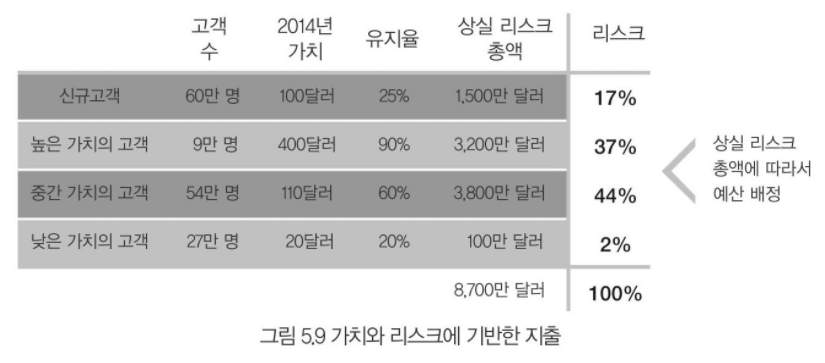 고객 수 2014년 가치 유지율 상실 리스크 총액 리스크
신규고객 60만 명 100달러 25% 1,500만 달러 17%
높은 가치의 고객 9만 명 400달러 90% 3,200만 달러 37%
중간 가치의 고객 54만 명 110달러 60% 3,800만 달러 44%
낮은 가치의 고객 27만 명 20달러 20% 100만 달러 2%
8,700만 달러 100%
상실 리스크
총액에 따라서
예산 배정
그림 5.9 가치와 리스크에 기반한 지출